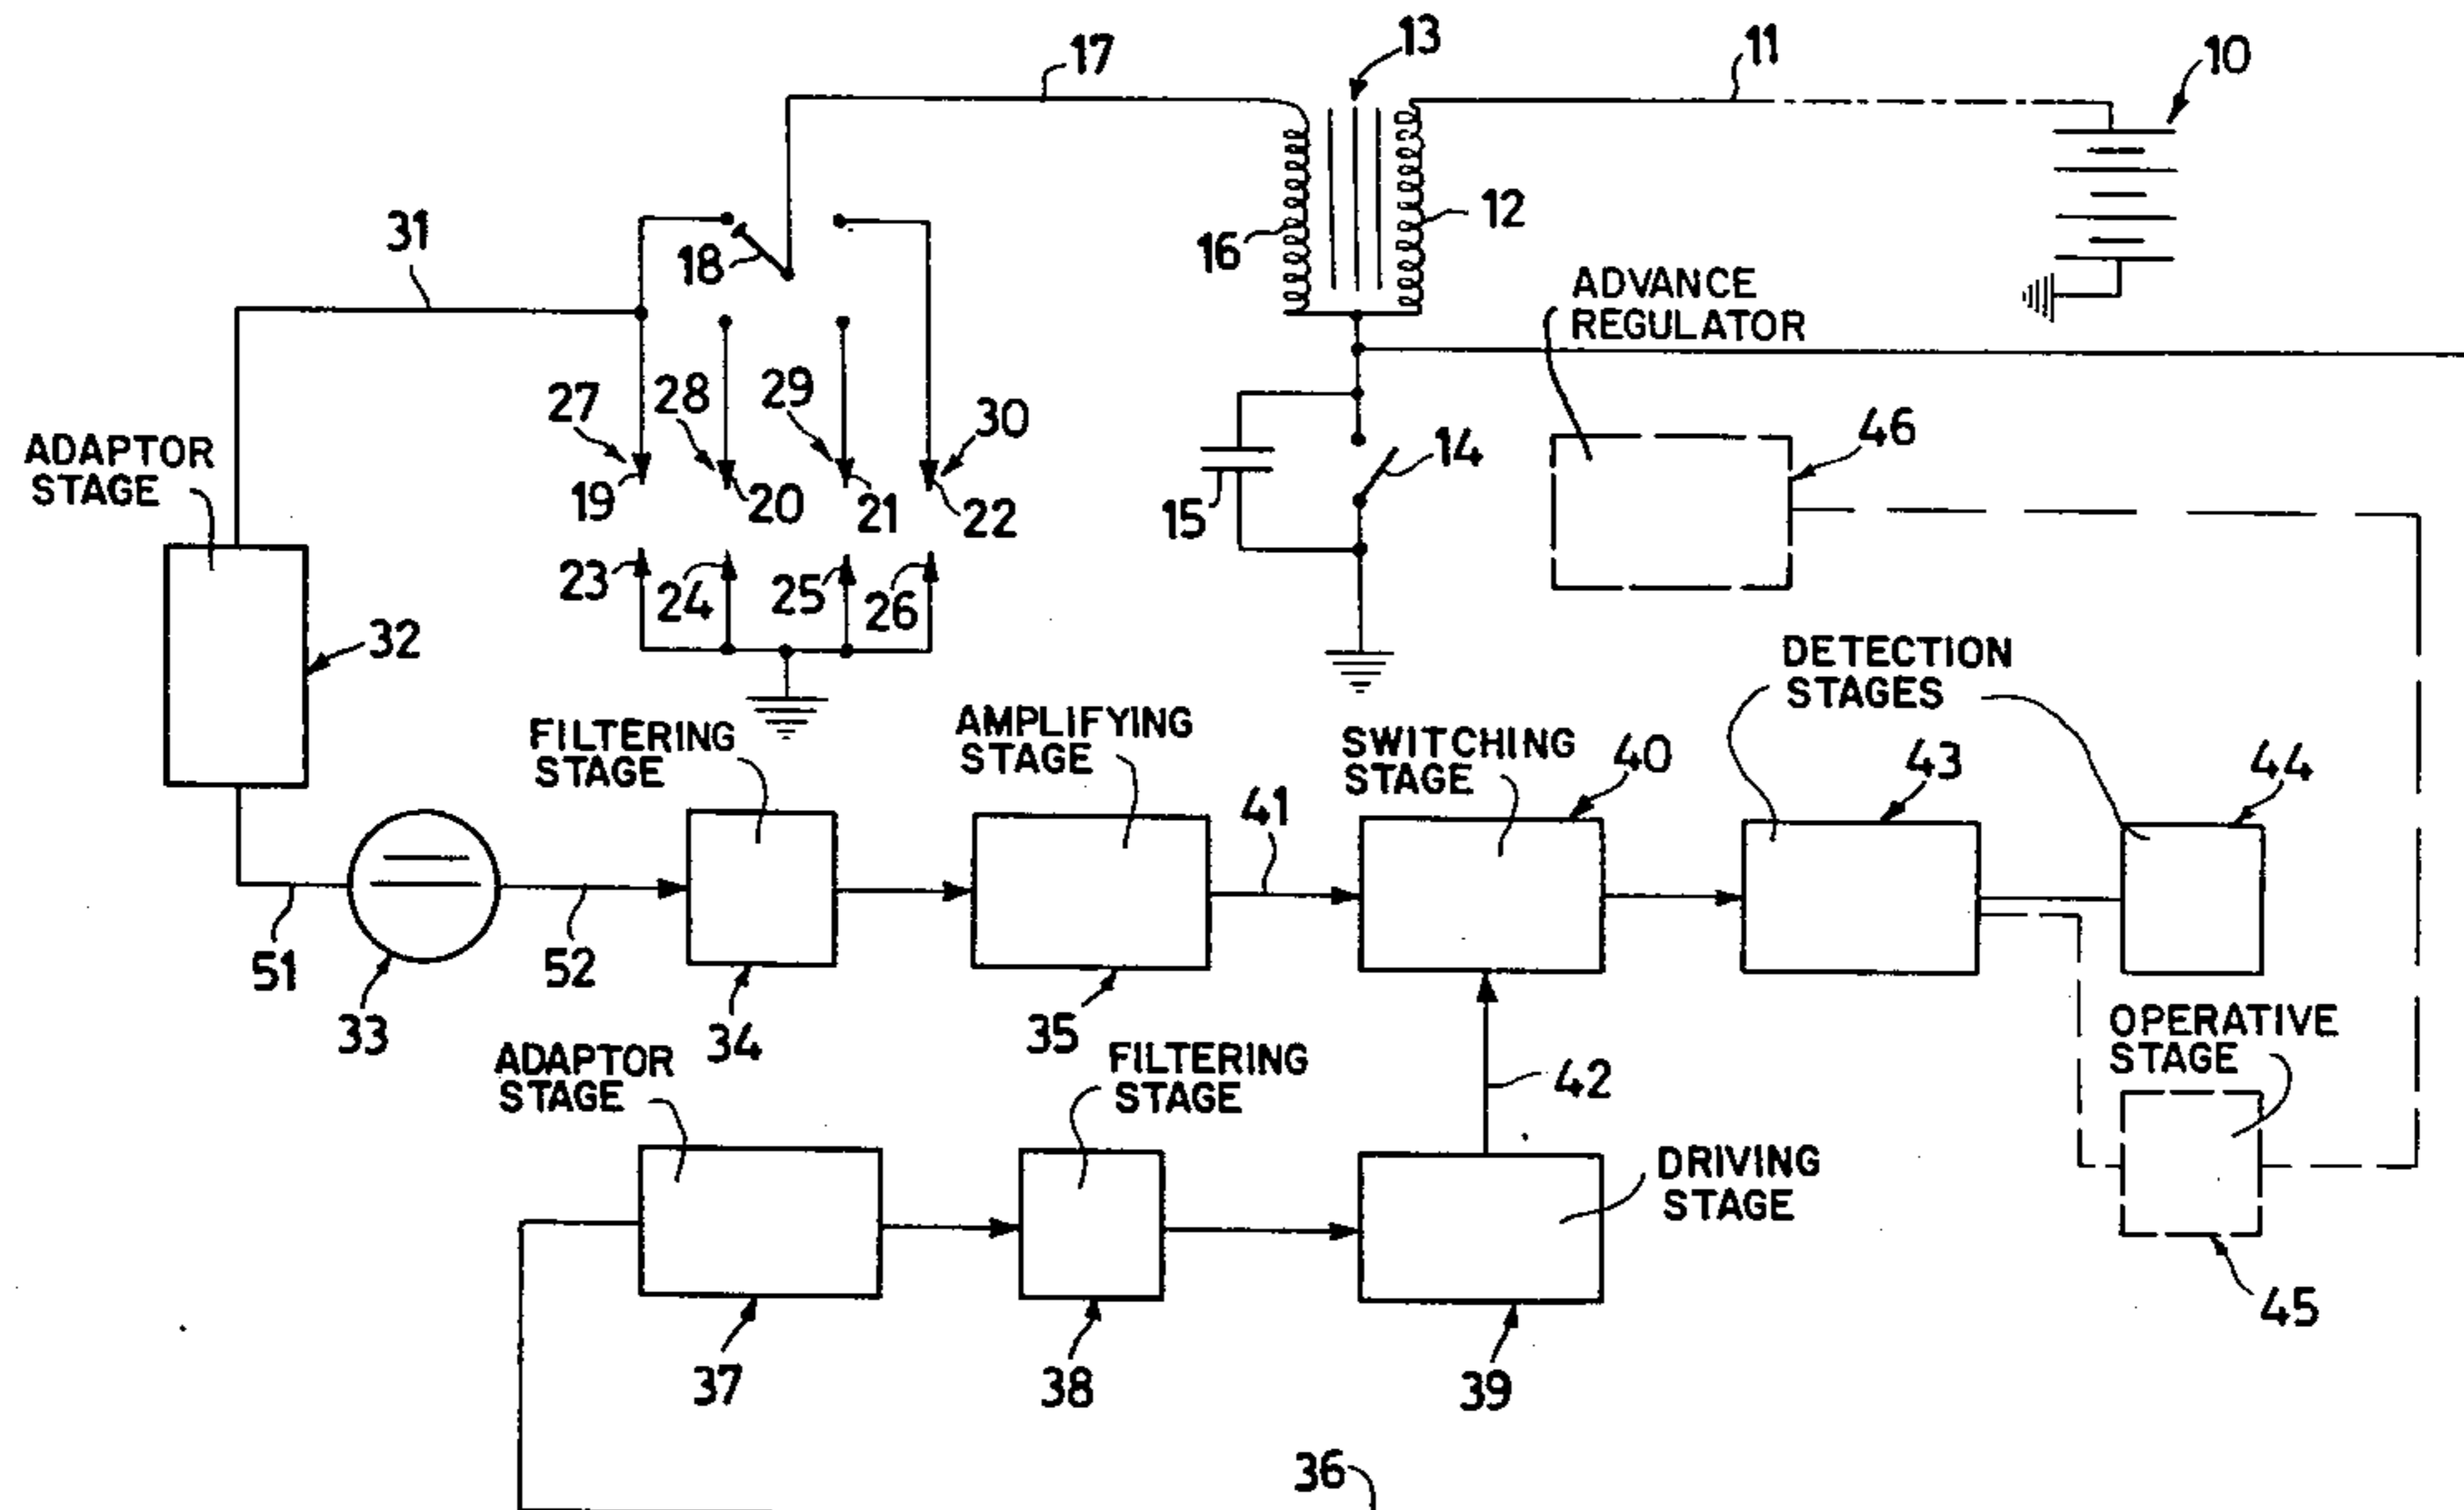 17
13
11
10
31
18
16
12
ADVANCE
REGULATOR
27
28
29
30
46
ADAPTOR
STAGE
19
20
21
22
15
14
23
24
25
26
32
DETECTION
STAGES
FILTERING
STAGE
AMPLIFYING
STAGE
SWITCHING
STAGE
40
43
44
41
51
52
33
34
35
OPERATIVE
STAGE
ADAPTOR
STAGE
FILTERING
STAGE
42
DRIVING
STAGE
45
37
38
39
36